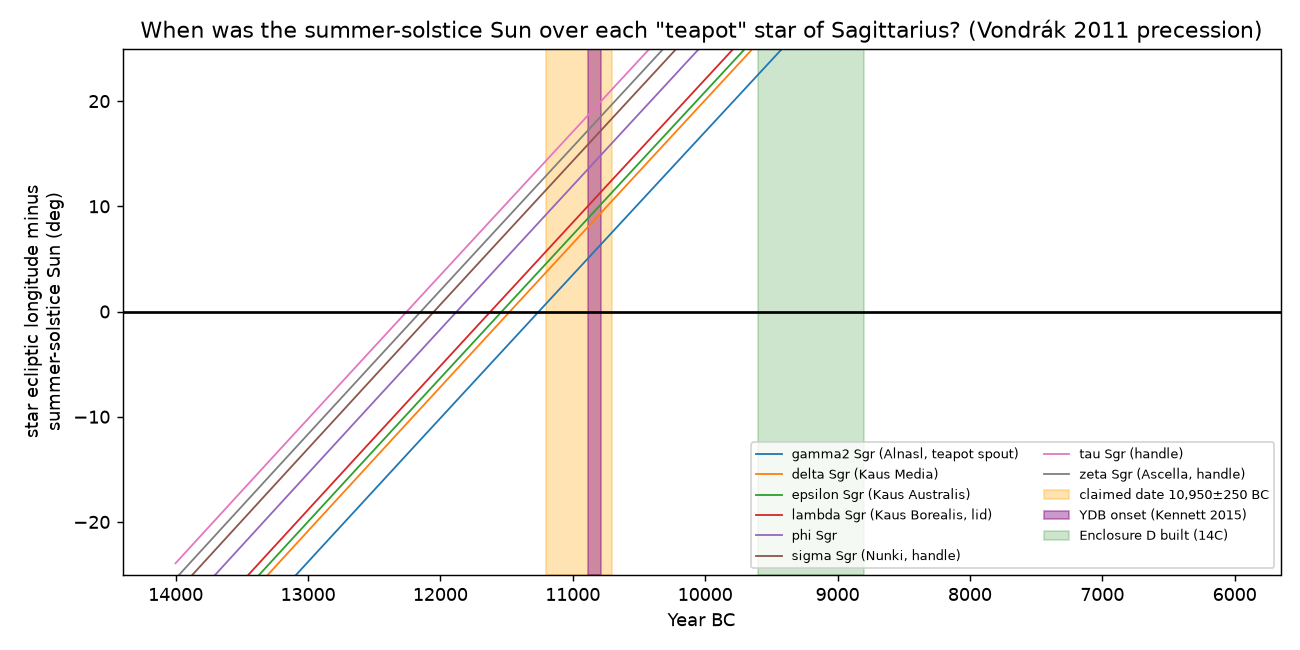 When was the summer-solstice Sun over each "teapot" star of Sagittarius? (Vondrák 2011 precession)
star ecliptic longitude minus
summer-solstice Sun (deg)
20
10
0
−10
−20
14000
13000
12000
11000
10000
9000
8000
7000
6000
Year BC
gamma2 Sgr (Alnasl, teapot spout)
delta Sgr (Kaus Media)
epsilon Sgr (Kaus Australis)
lambda Sgr (Kaus Borealis, lid)
phi Sgr
sigma Sgr (Nunki, handle)
tau Sgr (handle)
zeta Sgr (Ascella, handle)
claimed date 10,950±250 BC
YDB onset (Kennett 2015)
Enclosure D built (14C)